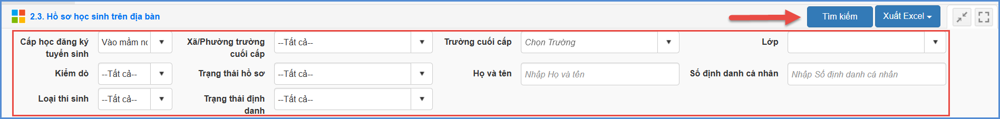 2.3. Hồ sơ học sinh trên địa bàn
Tìm kiếm
Xuất Excel
Cấp học đăng ký
tuyển sinh
Vào mầm no
Xã/Phường trường
cuối cấp
--Tất cả--
Trường cuối cấp
Chọn Trường
Lớp
Kiểm dò
--Tất cả--
Trạng thái hồ sơ
--Tất cả--
Họ và tên
Nhập Họ và tên
Số định danh cá nhân
Nhập Số định danh cá nhân
Loại thí sinh
--Tất cả--
Trạng thái định
danh
--Tất cả--